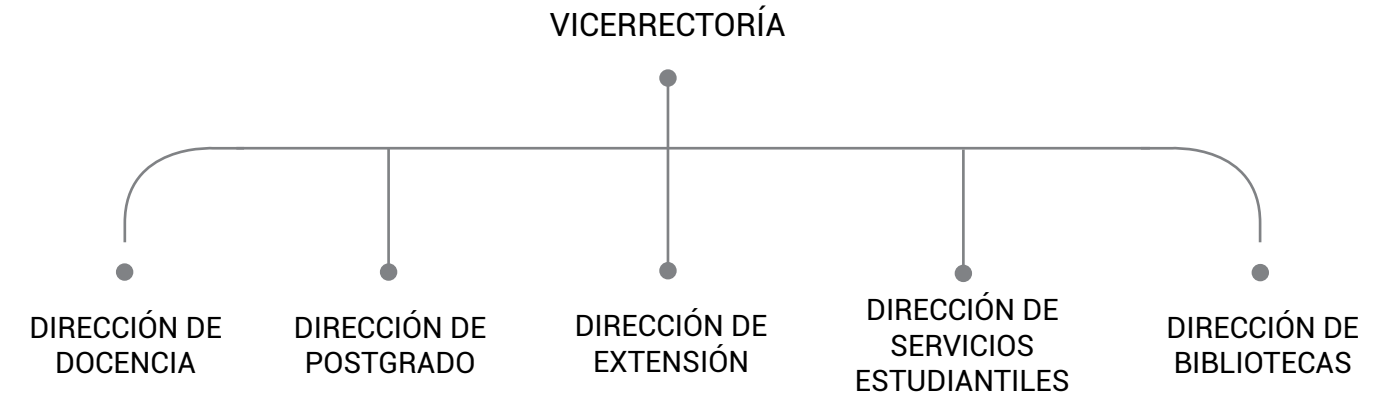 VICERRECTORÍA
DIRECCIÓN DE
DOCENCIA
DIRECCIÓN DE
POSTGRADO
DIRECCIÓN DE
EXTENSIÓN
DIRECCIÓN DE
SERVICIOS
ESTUDIANTILES
DIRECCIÓN DE
BIBLIOTECAS